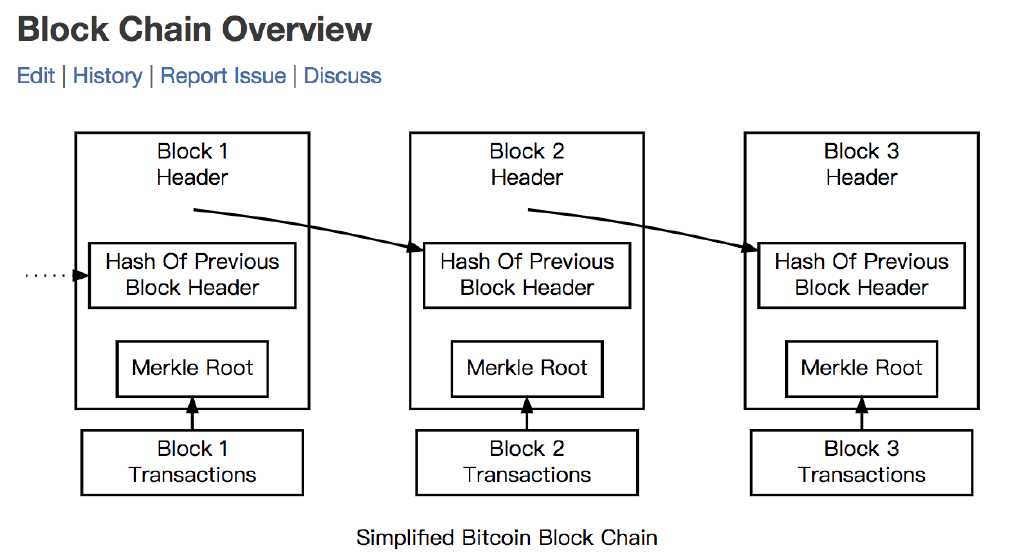 Block Chain Overview
Edit | History | Report Issue | Discuss
Block 1
Header
Hash Of Previous
Block Header
Merkle Root
Block 1
Transactions
Block 2
Header
Hash Of Previous
Block Header
Merkle Root
Block 2
Transactions
Block 3
Header
Hash Of Previous
Block Header
Merkle Root
Block 3
Transactions
Simplified Bitcoin Block Chain